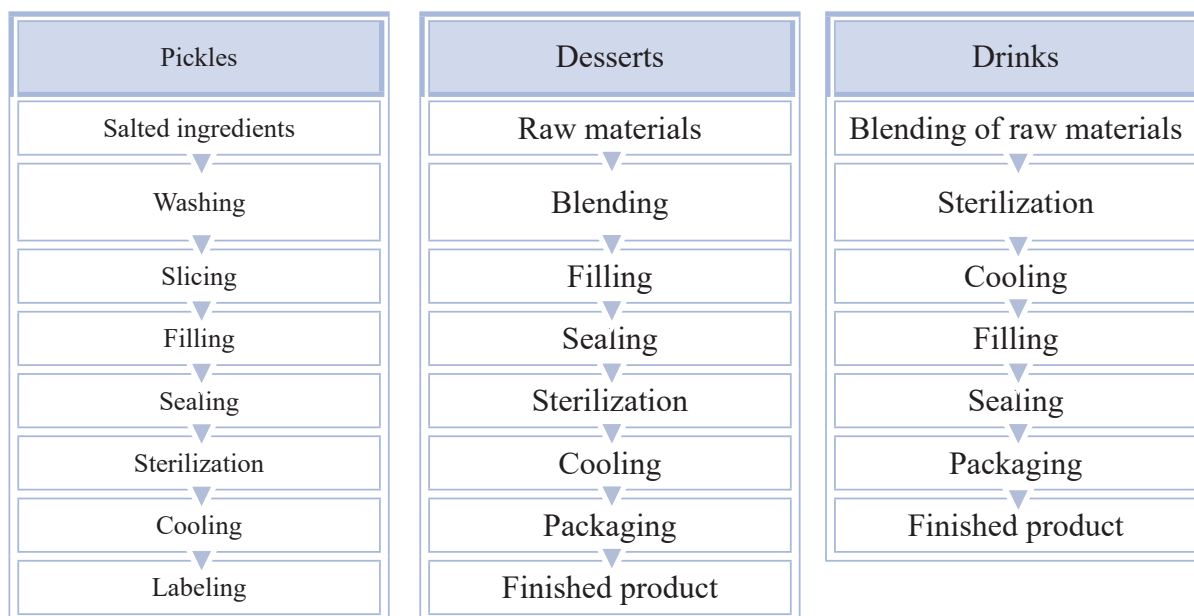 Pickles
Salted ingredients
Washing
Slicing
Filling
Sealing
Sterilization
Cooling
Labeling
Desserts
Raw materials
Blending
Filling
Sealing
Sterilization
Cooling
Packaging
Finished product
Drinks
Blending of raw materials
Sterilization
Cooling
Filling
Sealing
Packaging
Finished product